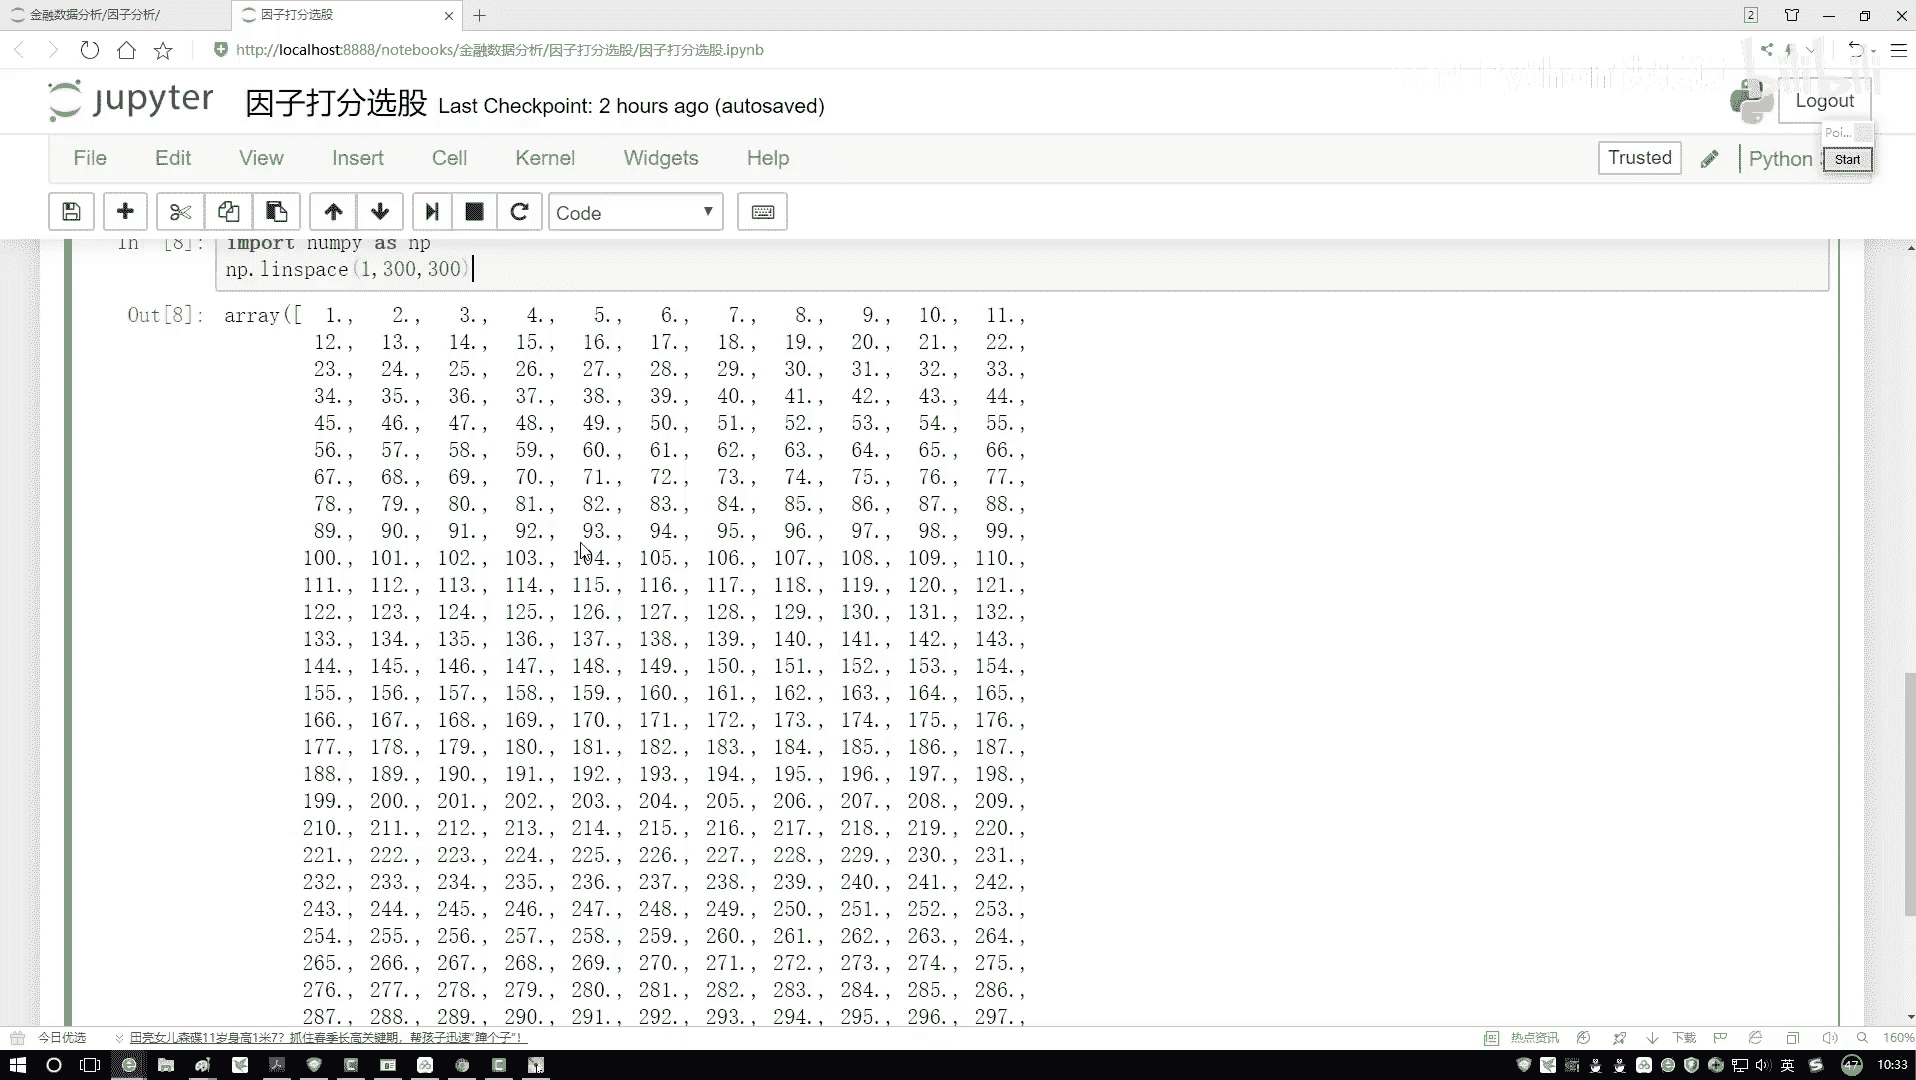 金融数据分析/因子分析/
因子打分选股
2
http://localhost:8888/notebooks/金融数据分析/因子打分选股/因子打分选股.ipynb
jupyter 因子打分选股 Last Checkpoint: 2 hours ago (autosaved)
Logout
Poi...
File Edit View Insert Cell Kernel Widgets Help
Trusted
Python
Start
Code
In [8]: import numpy as np
np.linspace(1,300,300)
Out[8]: array([ 1., 2., 3., 4., 5., 6., 7., 8., 9., 10., 11.,
12., 13., 14., 15., 16., 17., 18., 19., 20., 21., 22.,
23., 24., 25., 26., 27., 28., 29., 30., 31., 32., 33.,
34., 35., 36., 37., 38., 39., 40., 41., 42., 43., 44.,
45., 46., 47., 48., 49., 50., 51., 52., 53., 54., 55.,
56., 57., 58., 59., 60., 61., 62., 63., 64., 65., 66.,
67., 68., 69., 70., 71., 72., 73., 74., 75., 76., 77.,
78., 79., 80., 81., 82., 83., 84., 85., 86., 87., 88.,
89., 90., 91., 92., 93., 94., 95., 96., 97., 98., 99.,
100., 101., 102., 103., 104., 105., 106., 107., 108., 109., 110.,
111., 112., 113., 114., 115., 116., 117., 118., 119., 120., 121.,
122., 123., 124., 125., 126., 127., 128., 129., 130., 131., 132.,
133., 134., 135., 136., 137., 138., 139., 140., 141., 142., 143.,
144., 145., 146., 147., 148., 149., 150., 151., 152., 153., 154.,
155., 156., 157., 158., 159., 160., 161., 162., 163., 164., 165.,
166., 167., 168., 169., 170., 171., 172., 173., 174., 175., 176.,
177., 178., 179., 180., 181., 182., 183., 184., 185., 186., 187.,
188., 189., 190., 191., 192., 193., 194., 195., 196., 197., 198.,
199., 200., 201., 202., 203., 204., 205., 206., 207., 208., 209.,
210., 211., 212., 213., 214., 215., 216., 217., 218., 219., 220.,
221., 222., 223., 224., 225., 226., 227., 228., 229., 230., 231.,
232., 233., 234., 235., 236., 237., 238., 239., 240., 241., 242.,
243., 244., 245., 246., 247., 248., 249., 250., 251., 252., 253.,
254., 255., 256., 257., 258., 259., 260., 261., 262., 263., 264.,
265., 266., 267., 268., 269., 270., 271., 272., 273., 274., 275.,
276., 277., 278., 279., 280., 281., 282., 283., 284., 285., 286.,
287., 288., 289., 290., 291., 292., 293., 294., 295., 296., 297.,
今日优选 田亮女儿森碟11岁身高1米7？抓住春季长高关键期，帮孩子迅速“蹿个子”！ 热点资讯 下载 160%
英 47 10:33